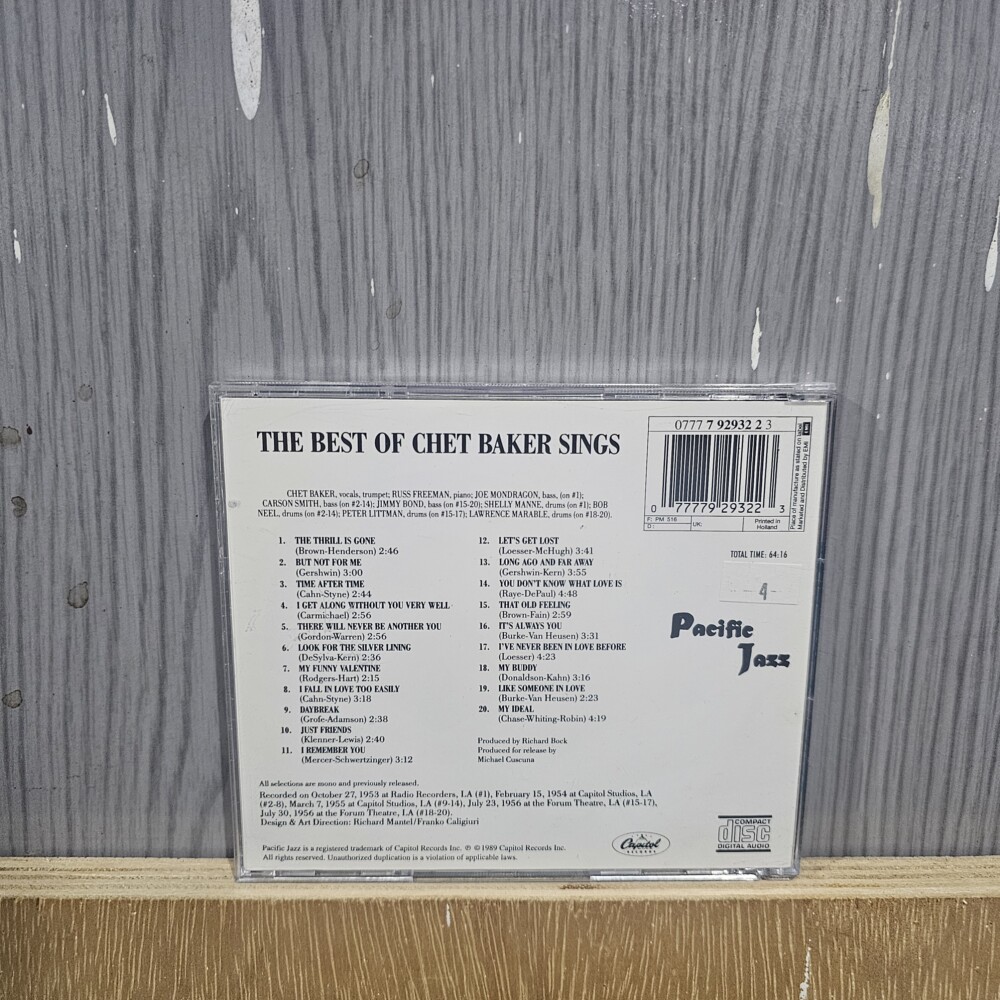 THE BEST OF CHET BAKER SINGS
0777 7 92932 2 3
0 77779 29322 3
F: PM 516
D:
UK:
Printed in
Holland
Place of manufacture as stated on label
Marketed and Distributed by EMI
EMI
CHET BAKER, vocals, trumpet; RUSS FREEMAN, piano; JOE MONDRAGON, bass, (on #1);
CARSON SMITH, bass (on #2-14); JIMMY BOND, bass (on #15-20); SHELLY MANNE, drums (on #1); BOB
NEEL, drums (on #2-14); PETER LITTMAN, drums (on #15-17); LAWRENCE MARABLE, drums (on #18-20).
1. THE THRILL IS GONE
(Brown-Henderson) 2:46
2. BUT NOT FOR ME
(Gershwin) 3:00
3. TIME AFTER TIME
(Cahn-Styne) 2:44
4. I GET ALONG WITHOUT YOU VERY WELL
(Carmichael) 2:56
5. THERE WILL NEVER BE ANOTHER YOU
(Gordon-Warren) 2:56
6. LOOK FOR THE SILVER LINING
(DeSylva-Kern) 2:36
7. MY FUNNY VALENTINE
(Rodgers-Hart) 2:15
8. I FALL IN LOVE TOO EASILY
(Cahn-Styne) 3:18
9. DAYBREAK
(Grofe-Adamson) 2:38
10. JUST FRIENDS
(Klenner-Lewis) 2:40
11. I REMEMBER YOU
(Mercer-Schwertzinger) 3:12
12. LET'S GET LOST
(Loesser-McHugh) 3:41
13. LONG AGO AND FAR AWAY
(Gershwin-Kern) 3:55
14. YOU DON'T KNOW WHAT LOVE IS
(Raye-DePaul) 4:48
15. THAT OLD FEELING
(Brown-Fain) 2:59
16. IT'S ALWAYS YOU
(Burke-Van Heusen) 3:31
17. I'VE NEVER BEEN IN LOVE BEFORE
(Loesser) 4:23
18. MY BUDDY
(Donaldson-Kahn) 3:16
19. LIKE SOMEONE IN LOVE
(Burke-Van Heusen) 2:23
20. MY IDEAL
(Chase-Whiting-Robin) 4:19
Produced by Richard Bock
Produced for release by
Michael Cuscuna
TOTAL TIME: 64:16
- 4 -
Pacific
Jazz
All selections are mono and previously released.
Recorded on October 27, 1953 at Radio Recorders, LA (#1), February 15, 1954 at Capitol Studios, LA
(#2-8), March 7, 1955 at Capitol Studios, LA (#9-14), July 23, 1956 at the Forum Theatre, LA (#15-17),
July 30, 1956 at the Forum Theatre, LA (#18-20).
Design & Art Direction: Richard Mantel/Franko Caligiuri
Pacific Jazz is a registered trademark of Capitol Records Inc. ℗ © 1989 Capitol Records Inc.
All rights reserved. Unauthorized duplication is a violation of applicable laws.
Capitol
RECORDS
COMPACT
disc
DIGITAL AUDIO